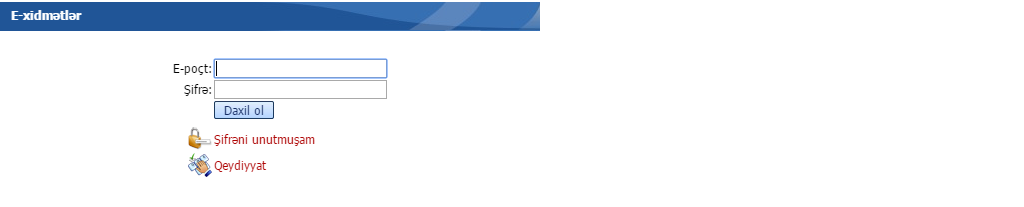 E-xidmətlər
E-poçt:
Şifrə:
Daxil ol
Şifrəni unutmuşam
Qeydiyyat